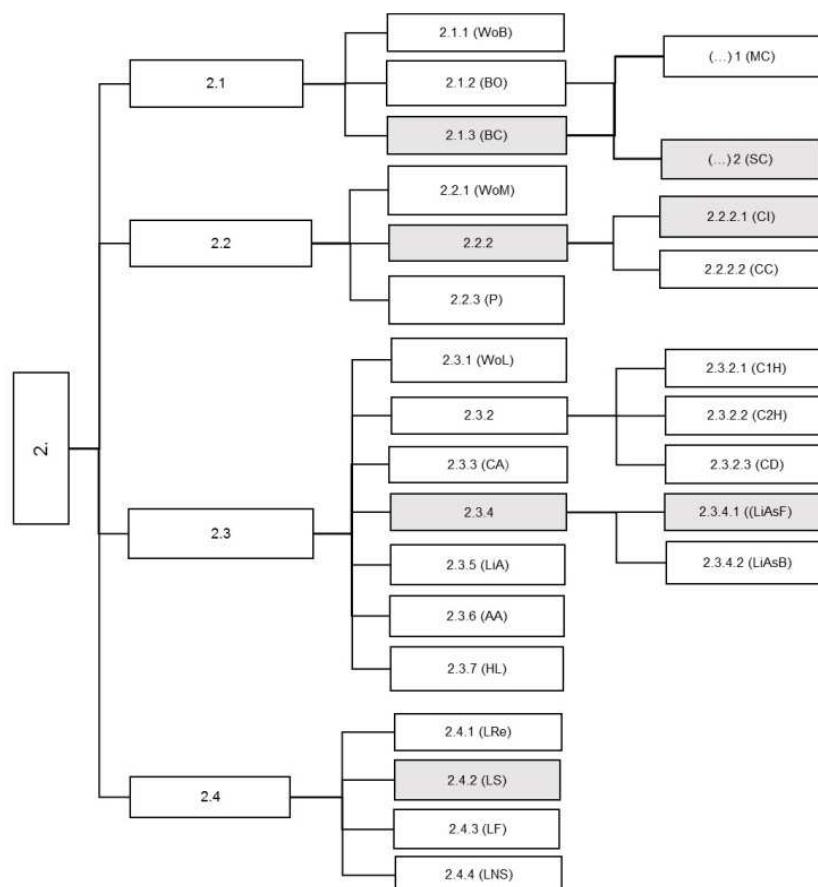 2.
2.1
2.1.1 (WoB)
2.1.2 (BO)
2.1.3 (BC)
(...) 1 (MC)
(...) 2 (SC)
2.2
2.2.1 (WoM)
2.2.2
2.2.2.1 (CI)
2.2.2.2 (CC)
2.2.3 (P)
2.3
2.3.1 (WoL)
2.3.2
2.3.2.1 (C1H)
2.3.2.2 (C2H)
2.3.2.3 (CD)
2.3.3 (CA)
2.3.4
2.3.4.1 ((LiAsF)
2.3.4.2 (LiAsB)
2.3.5 (LiA)
2.3.6 (AA)
2.3.7 (HL)
2.4
2.4.1 (LRe)
2.4.2 (LS)
2.4.3 (LF)
2.4.4 (LNS)